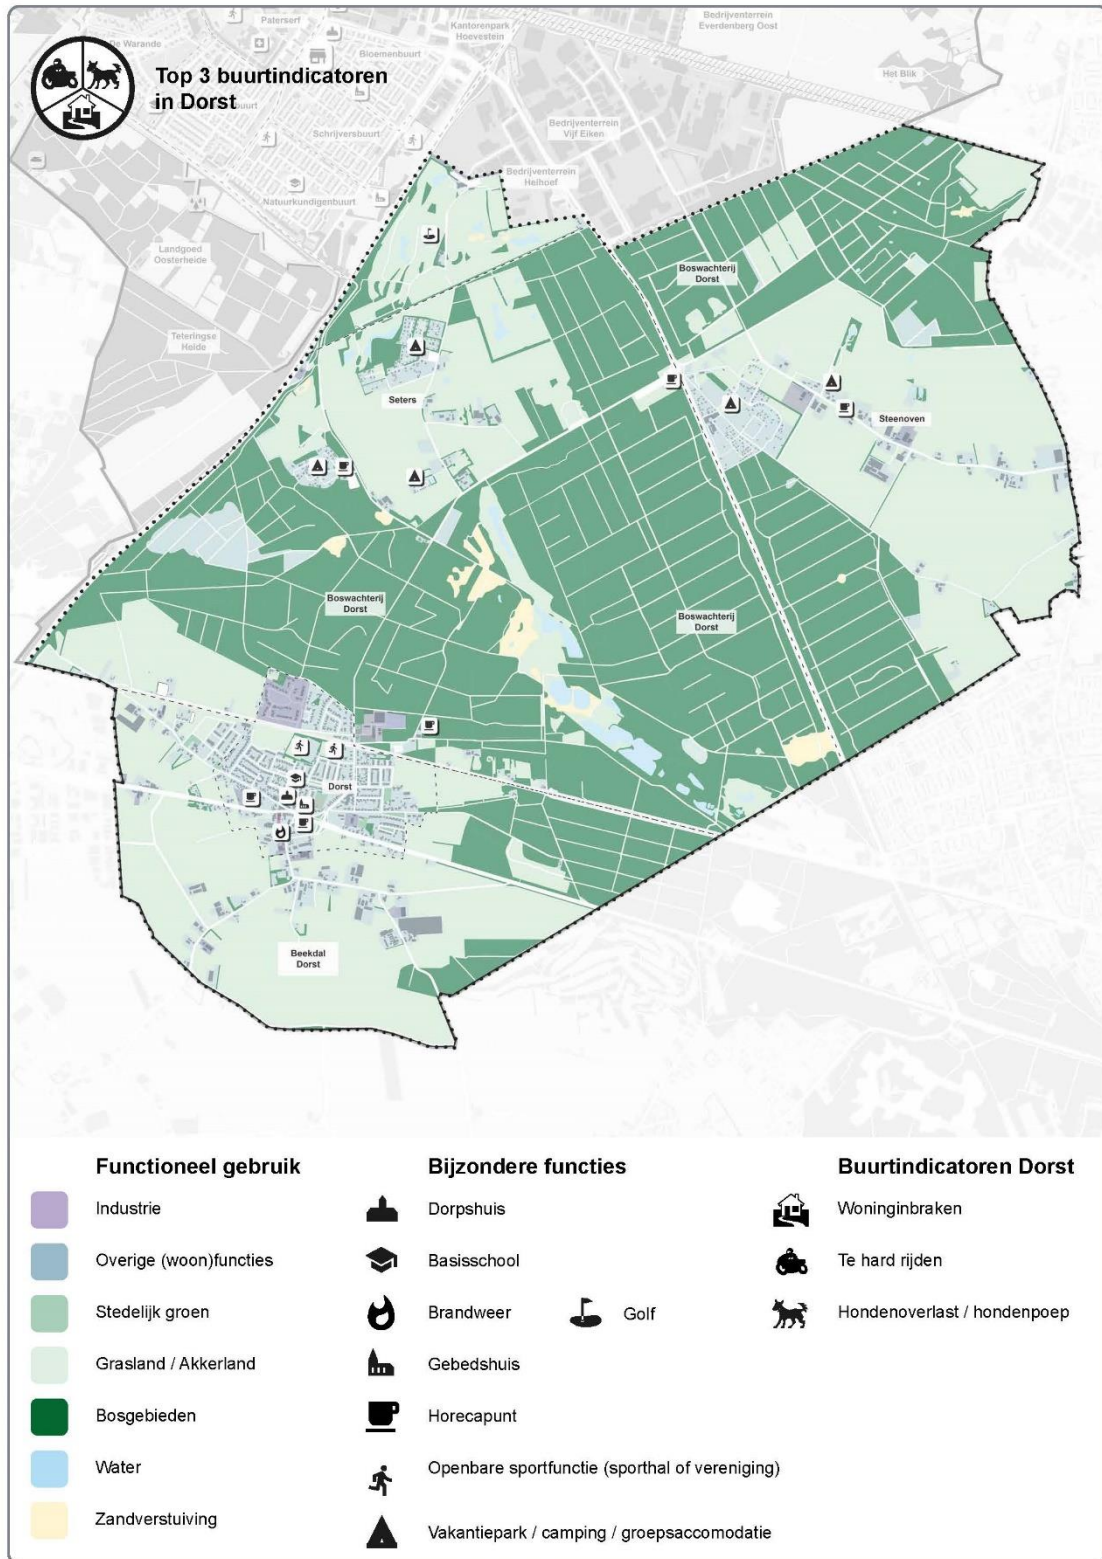 Paterserf
De Warande
Kantorenpark
Hoevestein
Bedrijventerrein
Everdenberg Oost
Bloemenbuurt
Top 3 buurtindicatoren
in Dorst
Het Blik
Schrijversbuurt
Bedrijventerrein
Vijf Eiken
Bedrijventerrein
Heihoef
Natuurkundigenbuurt
Landgoed
Oosterheide
Boswachterij
Dorst
Teteringse
Heide
Seters
Steenoven
Boswachterij
Dorst
Boswachterij
Dorst
Dorst
Beekdal
Dorst
Functioneel gebruik
Industrie
Overige (woon)functies
Stedelijk groen
Grasland / Akkerland
Bosgebieden
Water
Zandverstuiving
Bijzondere functies
Dorpshuis
Basisschool
Brandweer
Golf
Gebedshuis
Horecapunt
Openbare sportfunctie (sporthal of vereniging)
Vakantiepark / camping / groepsaccomodatie
Buurtindicatoren Dorst
Woninginbraken
Te hard rijden
Hondenoverlast / hondenpoep